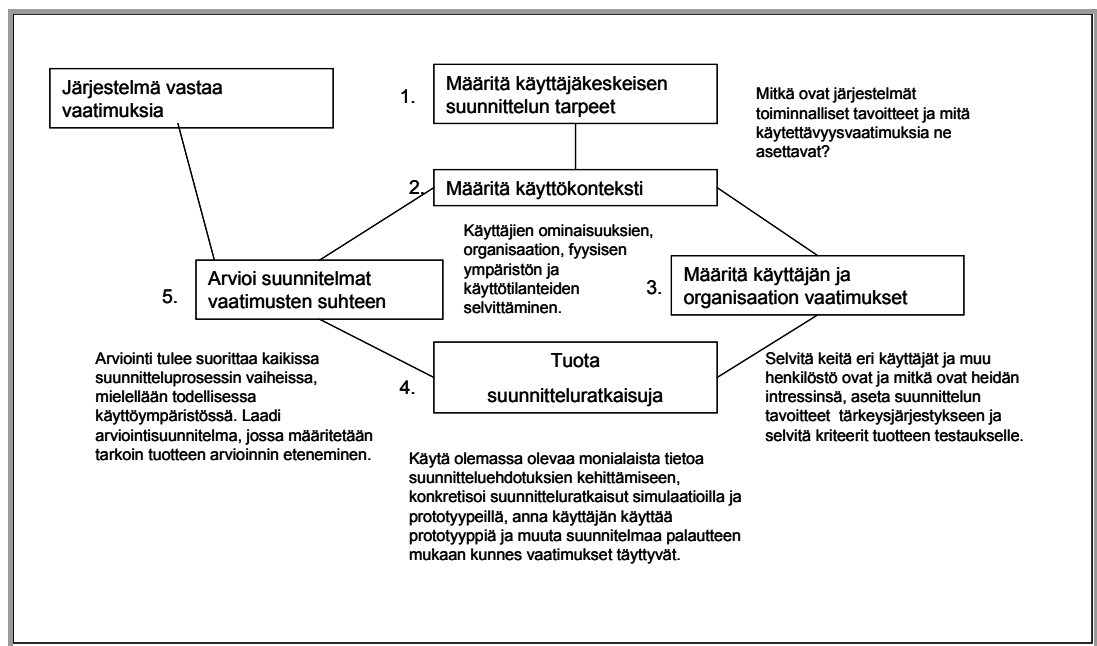 Järjestelmä vastaa
vaatimuksia
1.
Määritä käyttäjäkeskeisen
suunnittelun tarpeet
Mitkä ovat järjestelmät
toiminnalliset tavoitteet ja mitä
käytettävyysvaatimuksia ne
asettavat?
2.
Määritä käyttökonteksti
Käyttäjien ominaisuuksien,
organisaation, fyysisen
ympäristön ja
käyttötilanteiden
selvittäminen.
3.
Määritä käyttäjän ja
organisaation vaatimukset
Selvitä keitä eri käyttäjät ja muu
henkilöstö ovat ja mitkä ovat heidän
intressinsä, aseta suunnittelun
tavoitteet tärkeysjärjestykseen ja
selvitä kriteerit tuotteen testaukselle.
4.
Tuota
suunnitteluratkaisuja
Käytä olemassa olevaa monialaista tietoa
suunnitteluehdotuksien kehittämiseen,
konkretisoi suunnitteluratkaisut simulaatioilla ja
prototyypeillä, anna käyttäjän käyttää
prototyyppiä ja muuta suunnitelmaa palautteen
mukaan kunnes vaatimukset täyttyvät.
5.
Arvioi suunnitelmat
vaatimusten suhteen
Arviointi tulee suorittaa kaikissa
suunnitteluprosessin vaiheissa,
mielellään todellisessa
käyttöympäristössä. Laadi
arviointisuunnitelma, jossa määritetään
tarkoin tuotteen arvioinnin eteneminen.